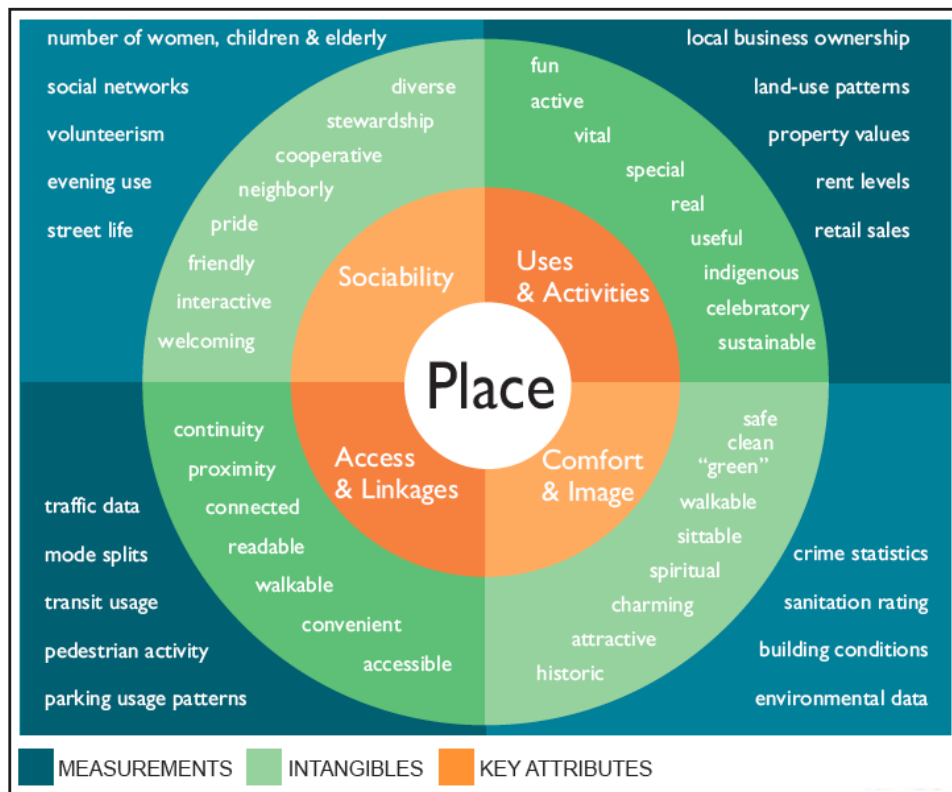 number of women, children & elderly
social networks
volunteerism
evening use
street life
diverse
stewardship
cooperative
neighborly
pride
friendly
interactive
welcoming
fun
active
vital
special
real
useful
indigenous
celebratory
sustainable
local business ownership
land-use patterns
property values
rent levels
retail sales
Sociability
Uses
& Activities
Place
Access
& Linkages
Comfort
& Image
continuity
proximity
connected
readable
walkable
convenient
accessible
traffic data
mode splits
transit usage
pedestrian activity
parking usage patterns
safe
clean
“green”
walkable
sittable
spiritual
charming
attractive
historic
crime statistics
sanitation rating
building conditions
environmental data
MEASUREMENTS
INTANGIBLES
KEY ATTRIBUTES